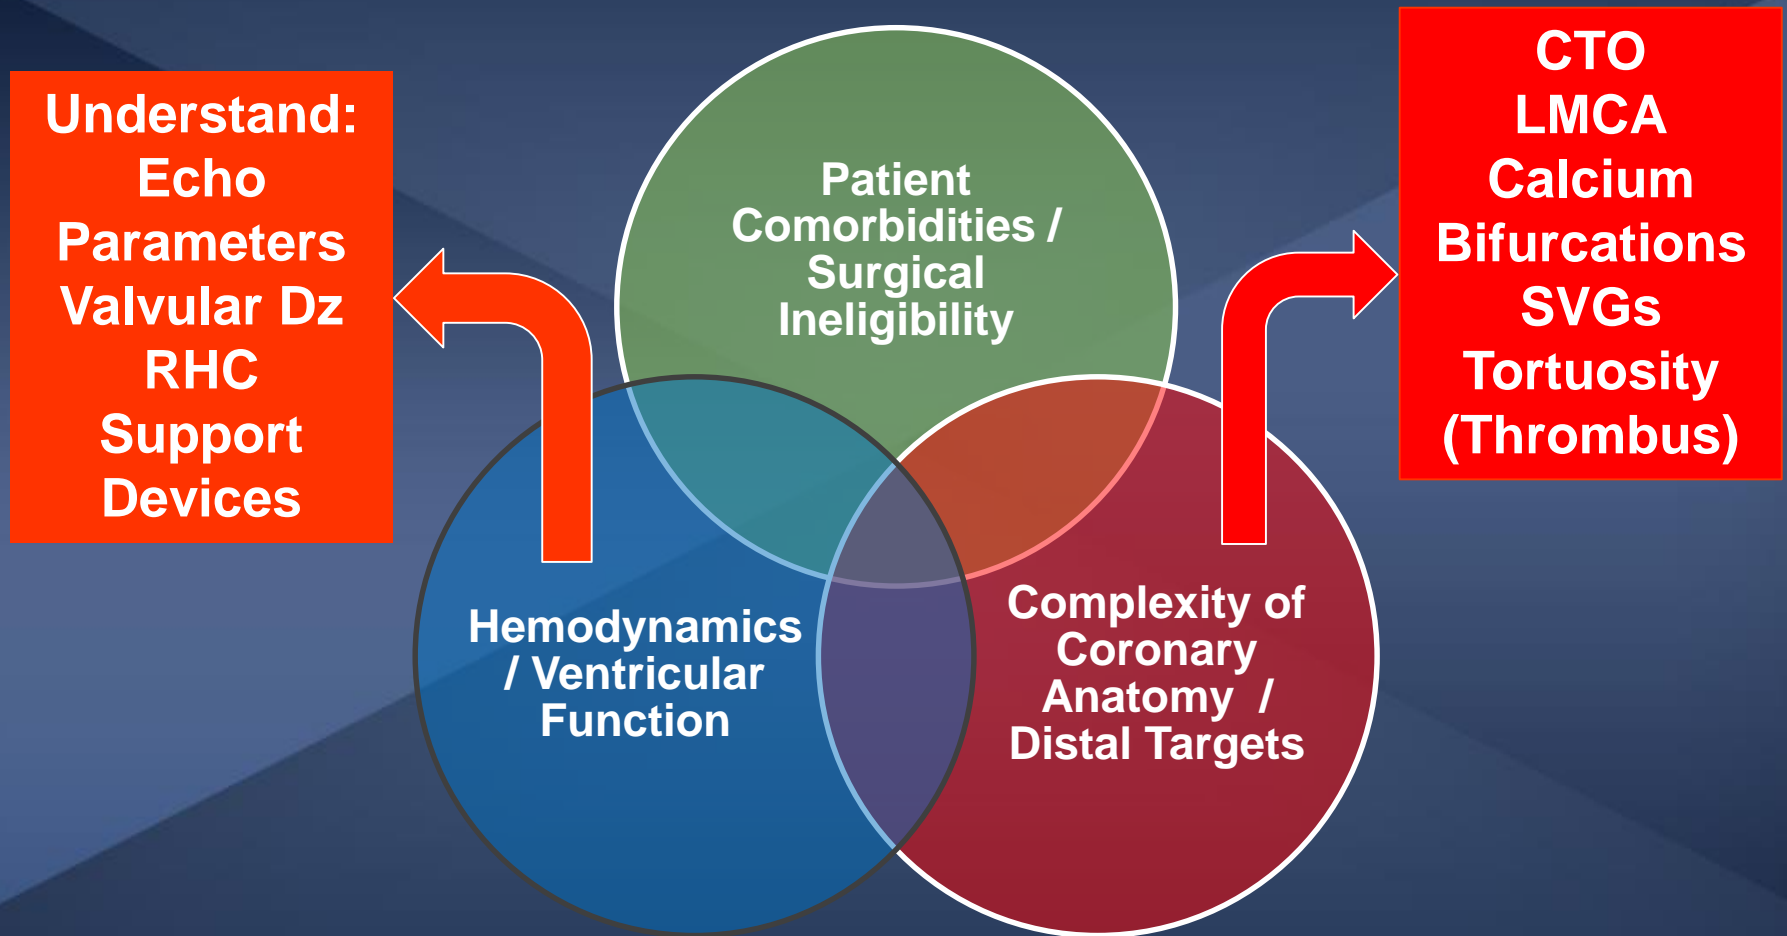 Understand:
Echo
Parameters
Valvular Dz
RHC
Support
Devices
Patient
Comorbidities /
Surgical
Ineligibility
CTO
LMCA
Calcium
Bifurcations
SVGs
Tortuosity
(Thrombus)
Hemodynamics
/ Ventricular
Function
Complexity of
Coronary
Anatomy /
Distal Targets